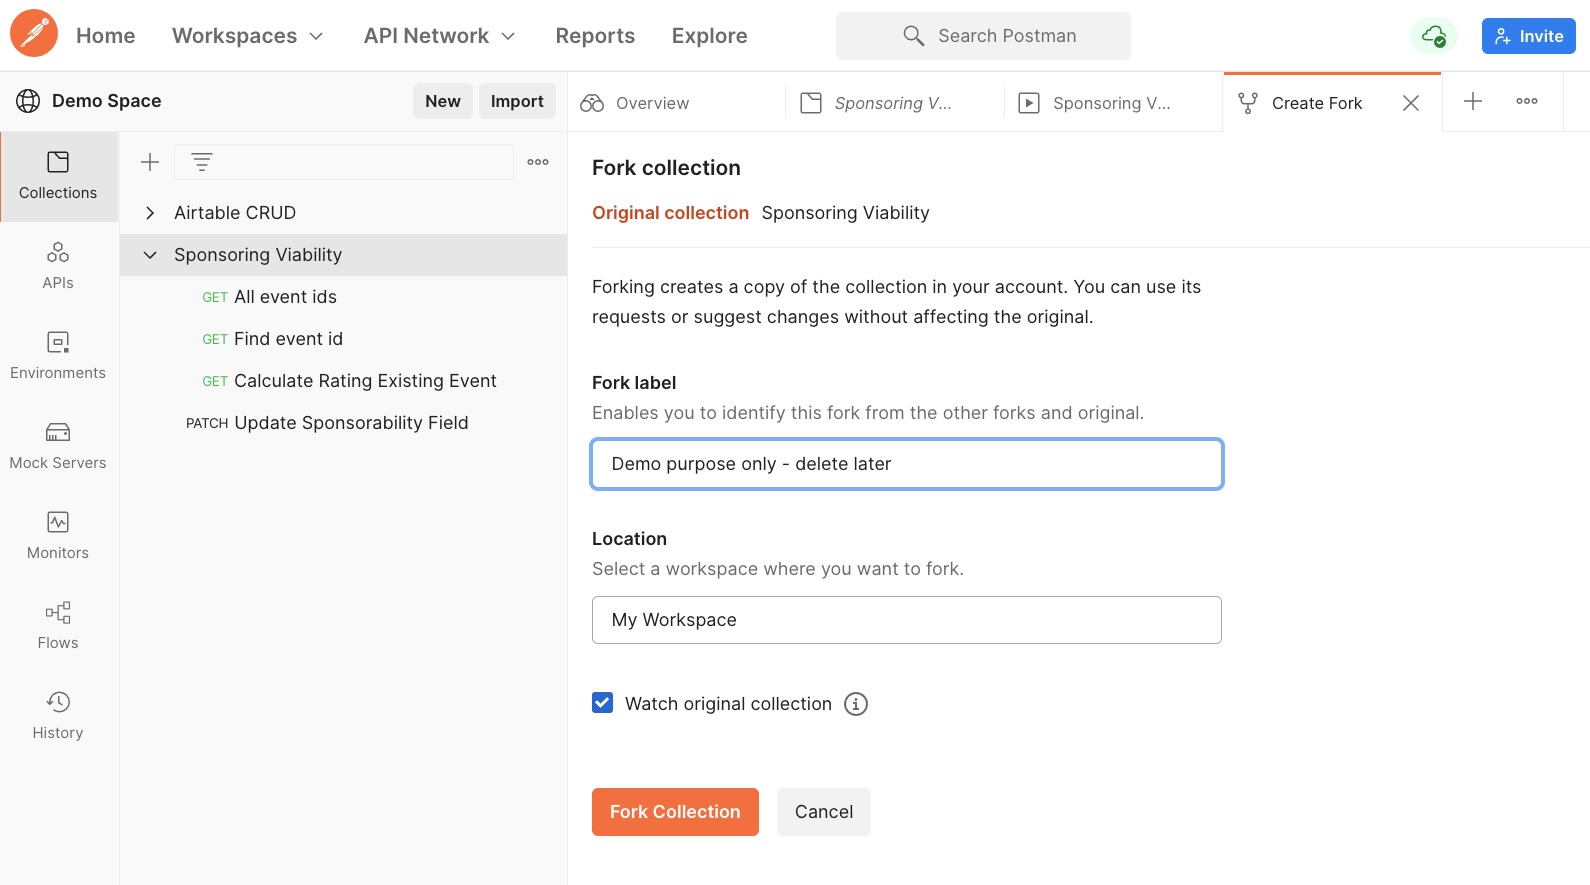 Home Workspaces API Network Reports Explore Search Postman Invite
Demo Space New Import
Overview Sponsoring V... Sponsoring V... Create Fork
Collections
APIs
Environments
Mock Servers
Monitors
Flows
History
Airtable CRUD
Sponsoring Viability
GET All event ids
GET Find event id
GET Calculate Rating Existing Event
PATCH Update Sponsorability Field
Fork collection
Original collection Sponsoring Viability
Forking creates a copy of the collection in your account. You can use its
requests or suggest changes without affecting the original.
Fork label
Enables you to identify this fork from the other forks and original.
Demo purpose only - delete later
Location
Select a workspace where you want to fork.
My Workspace
Watch original collection
Fork Collection Cancel